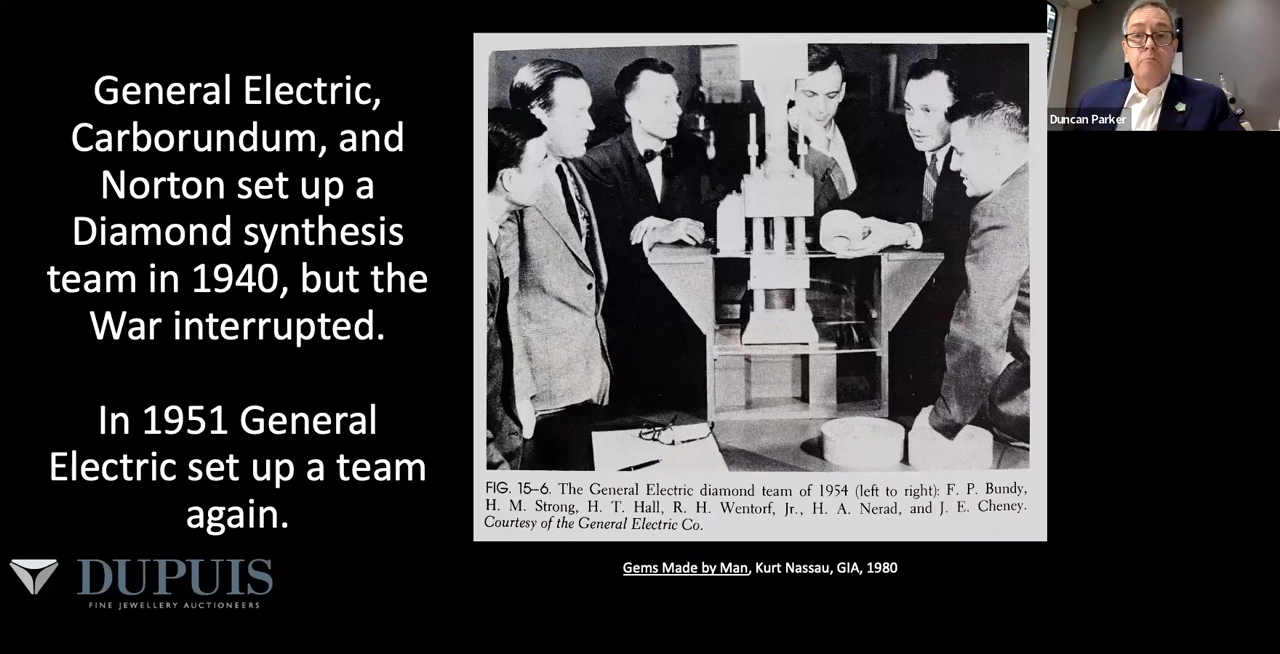 General Electric,
Carborundum, and
Norton set up a
Diamond synthesis
team in 1940, but the
War interrupted.
In 1951 General
Electric set up a team
again.
DUPUIS
FINE JEWELLERY AUCTIONEERS
FIG. 15–6. The General Electric diamond team of 1954 (left to right): F. P. Bundy,
H. M. Strong, H. T. Hall, R. H. Wentorf, Jr., H. A. Nerad, and J. E. Cheney.
Courtesy of the General Electric Co.
Gems Made by Man, Kurt Nassau, GIA, 1980
Duncan Parker